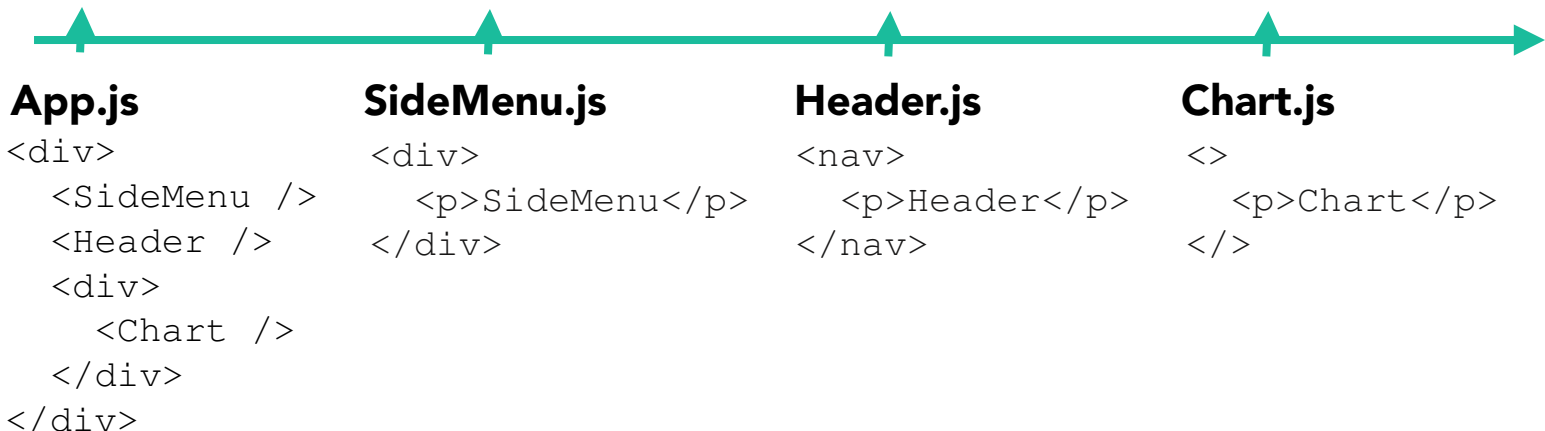 App.js
<div>
  <SideMenu />
  <Header />
  <div>
    <Chart />
  </div>
</div>
SideMenu.js
<div>
  <p>SideMenu</p>
</div>
Header.js
<nav>
  <p>Header</p>
</nav>
Chart.js
<>
  <p>Chart</p>
</>